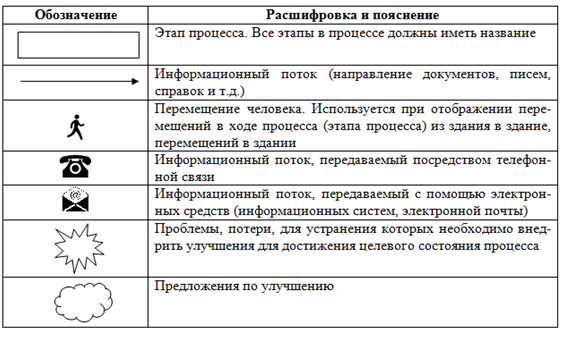 Обозначение Расшифровка и пояснение
Этап процесса. Все этапы в процессе должны иметь название
Информационный поток (направление документов, писем,
справок и т.д.)
Перемещение человека. Используется при отображении пере-
мещений в ходе процесса (этапа процесса) из здания в здание,
перемещений в здании
Информационный поток, передаваемый посредством телефон-
ной связи
Информационный поток, передаваемый с помощью электрон-
ных средств (информационных систем, электронной почты)
Проблемы, потери, для устранения которых необходимо внед-
рить улучшения для достижения целевого состояния процесса
Предложения по улучшению